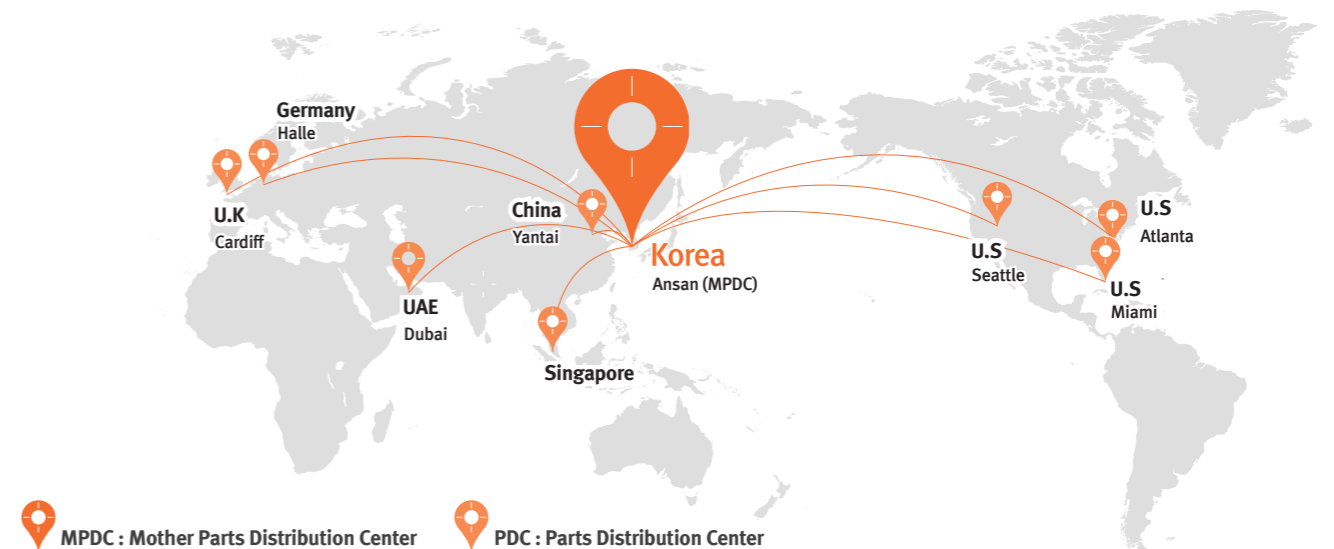 Germany
Halle
U.K
Cardiff
China
Yantai
UAE
Dubai
Singapore
Korea
Ansan (MPDC)
U.S
Seattle
U.S
Atlanta
U.S
Miami
MPDC : Mother Parts Distribution Center
PDC : Parts Distribution Center